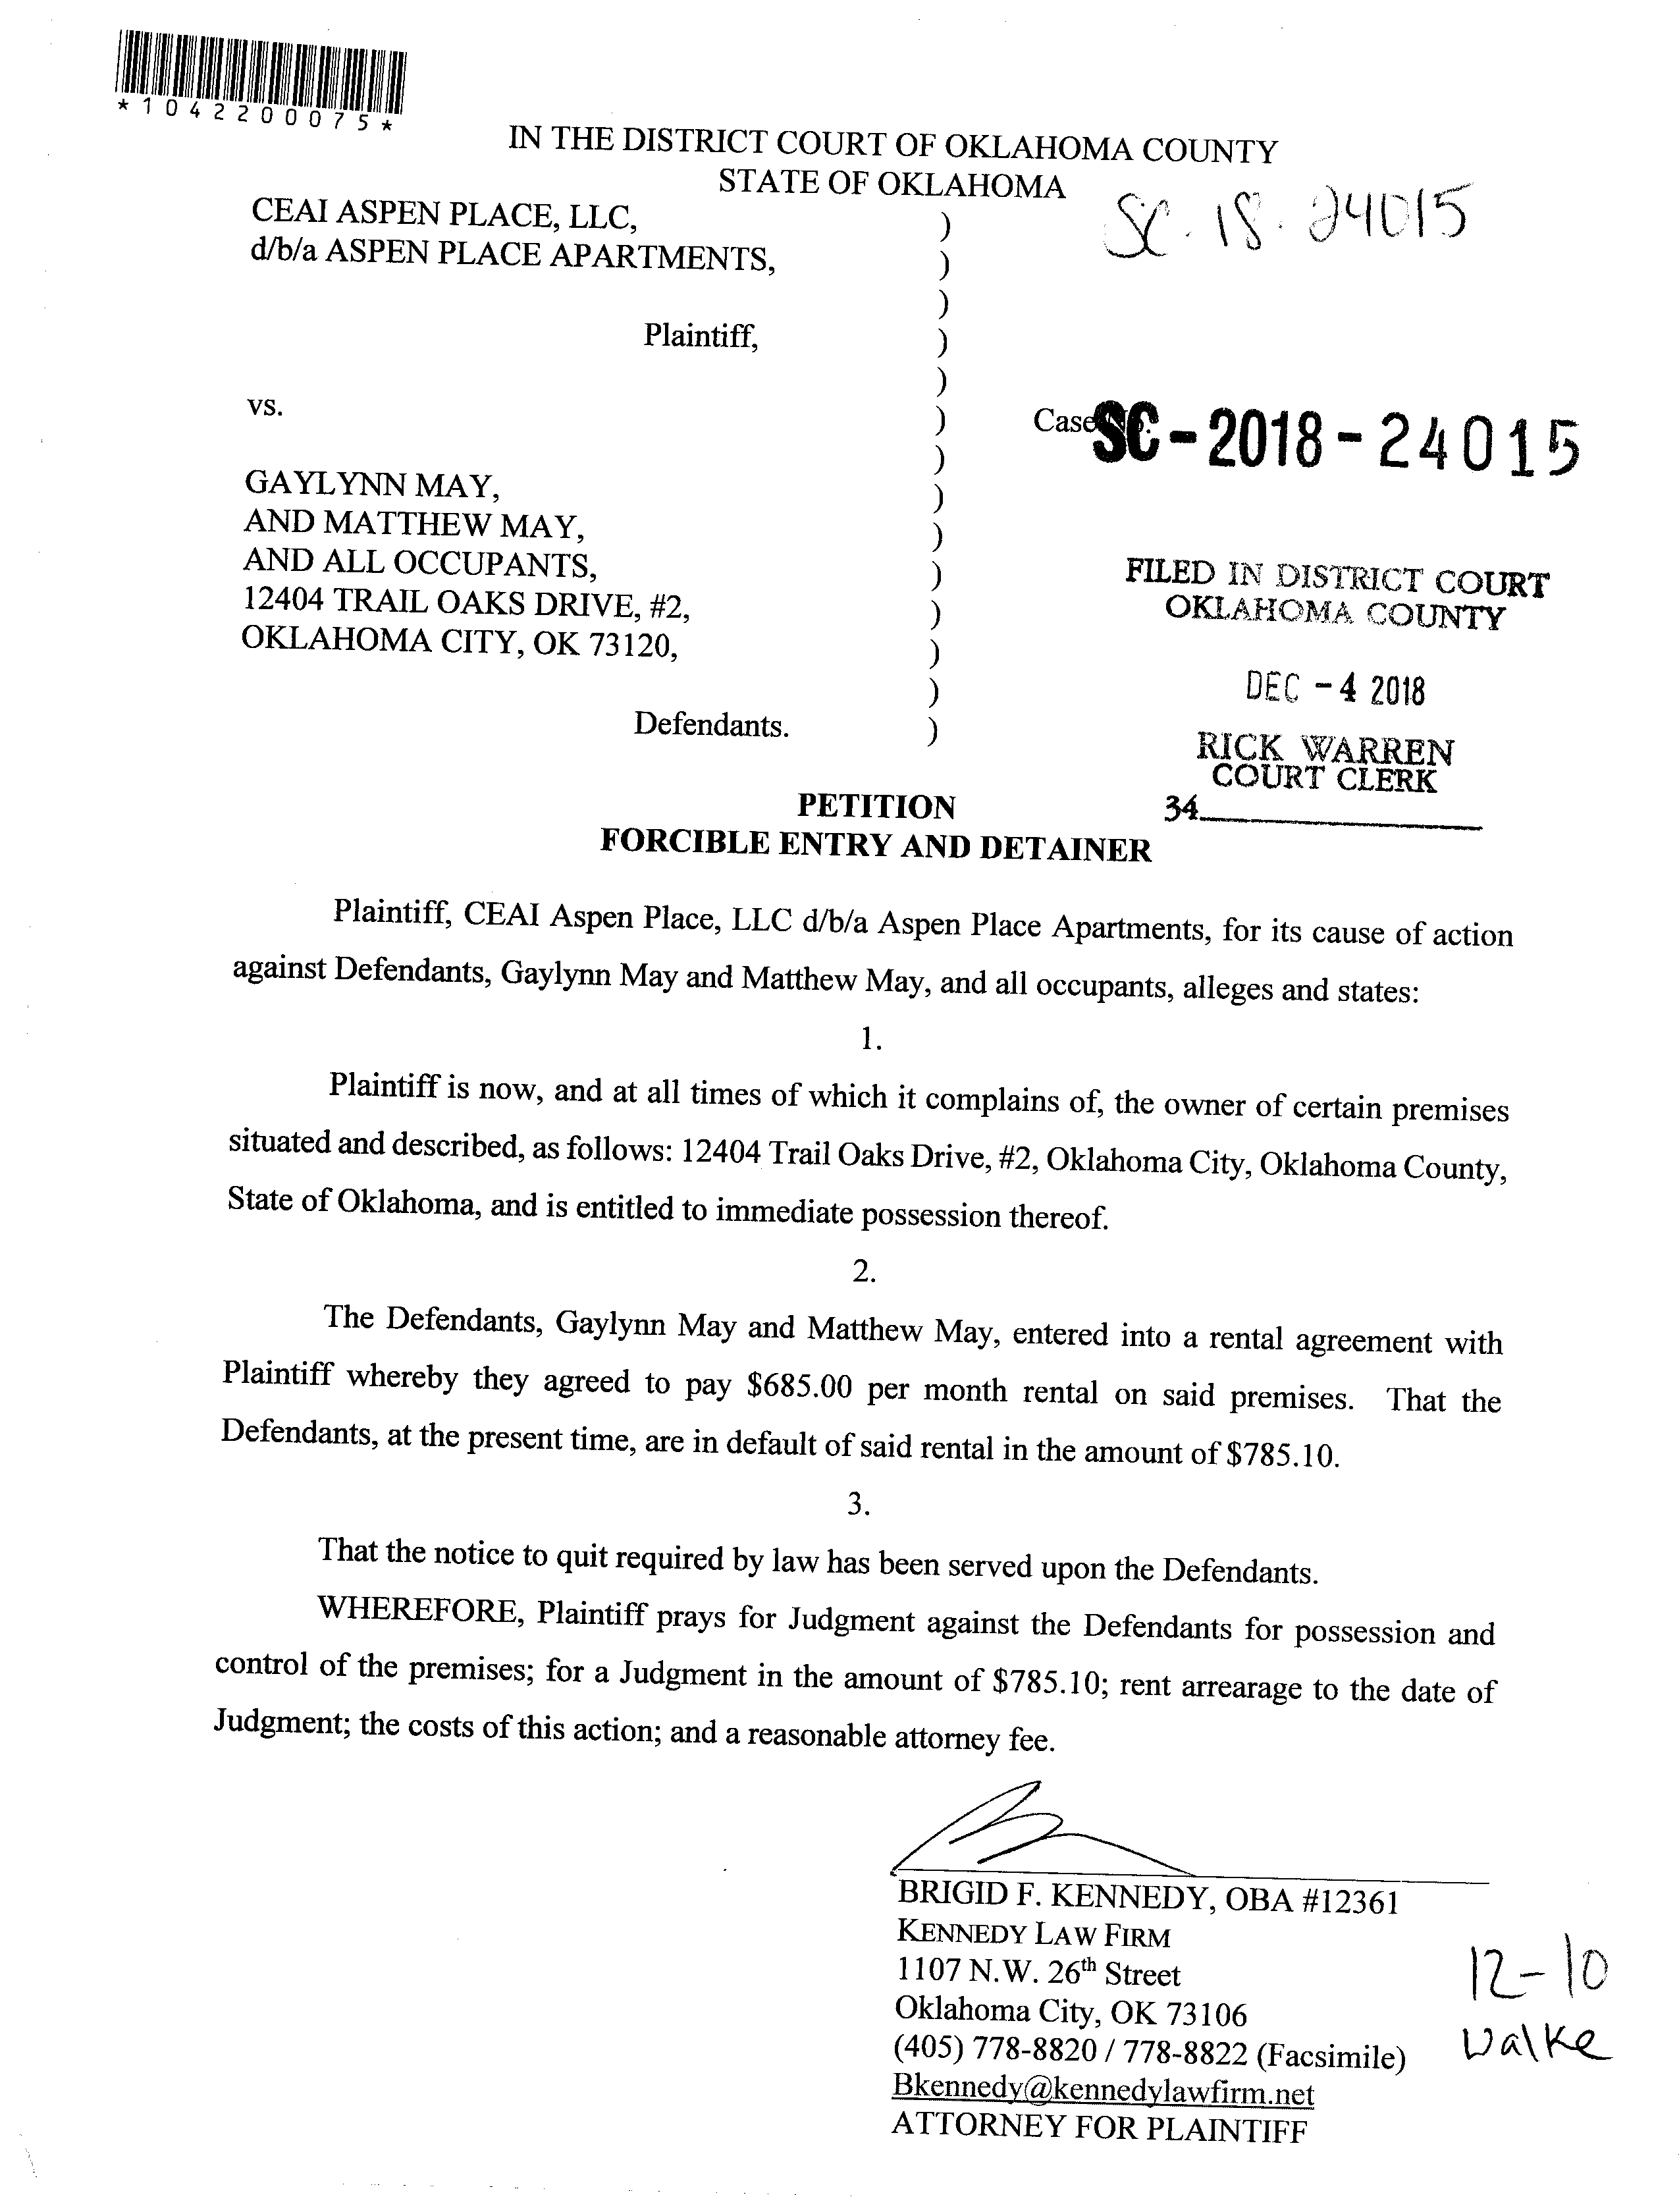 *1042200075*
IN THE DISTRICT COURT OF OKLAHOMA COUNTY
STATE OF OKLAHOMA
SC. 18. 24015
CEAI ASPEN PLACE, LLC, )
d/b/a ASPEN PLACE APARTMENTS, )
)
Plaintiff, )
)
vs. ) Case No. SC-2018-24015
)
GAYLYNN MAY, )
AND MATTHEW MAY, )
AND ALL OCCUPANTS, )
12404 TRAIL OAKS DRIVE, #2, )
OKLAHOMA CITY, OK 73120, )
)
Defendants. )
FILED IN DISTRICT COURT
OKLAHOMA COUNTY
DEC -4 2018
RICK WARREN
COURT CLERK
34
PETITION
FORCIBLE ENTRY AND DETAINER
Plaintiff, CEAI Aspen Place, LLC d/b/a Aspen Place Apartments, for its cause of action
against Defendants, Gaylynn May and Matthew May, and all occupants, alleges and states:
1.
Plaintiff is now, and at all times of which it complains of, the owner of certain premises
situated and described, as follows: 12404 Trail Oaks Drive, #2, Oklahoma City, Oklahoma County,
State of Oklahoma, and is entitled to immediate possession thereof.
2.
The Defendants, Gaylynn May and Matthew May, entered into a rental agreement with
Plaintiff whereby they agreed to pay $685.00 per month rental on said premises. That the
Defendants, at the present time, are in default of said rental in the amount of $785.10.
3.
That the notice to quit required by law has been served upon the Defendants.
WHEREFORE, Plaintiff prays for Judgment against the Defendants for possession and
control of the premises; for a Judgment in the amount of $785.10; rent arrearage to the date of
Judgment; the costs of this action; and a reasonable attorney fee.
BRIGID F. KENNEDY, OBA #12361
KENNEDY LAW FIRM
1107 N.W. 26th Street
Oklahoma City, OK 73106
(405) 778-8820 / 778-8822 (Facsimile)
Bkennedy@kennedylawfirm.net
ATTORNEY FOR PLAINTIFF
12-10
Walke